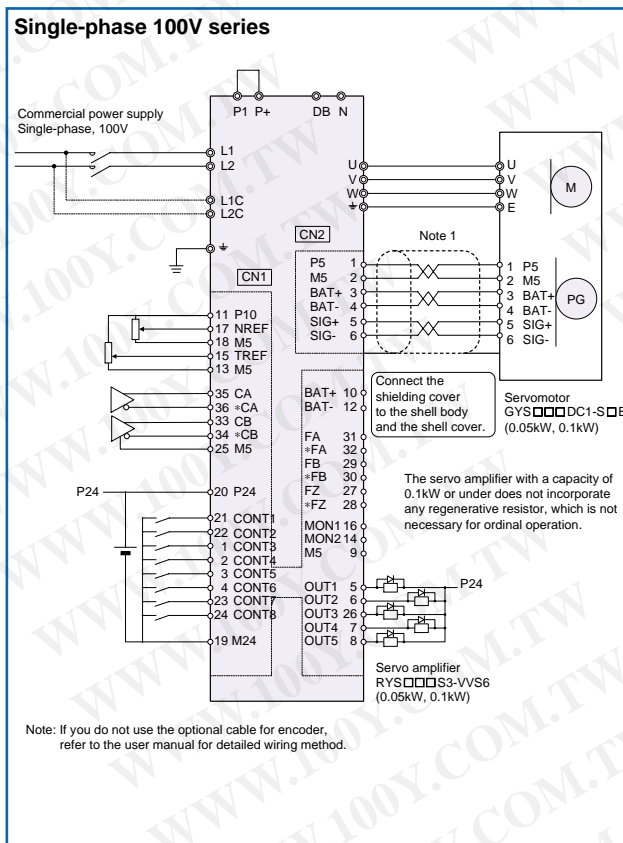 Single-phase 100V series
P1 P+ DB N
Commercial power supply
Single-phase, 100V
L1
L2
L1C
L2C
U
V
W
U
V
W
E
M
CN2
Note 1
CN1
P5 1
M5 2
BAT+ 3
BAT- 4
SIG+ 5
SIG- 6
1 P5
2 M5
3 BAT+
4 BAT-
5 SIG+
6 SIG-
PG
11 P10
17 NREF
18 M5
15 TREF
13 M5
35 CA
36 *CA
33 CB
34 *CB
25 M5
P24
20 P24
21 CONT1
22 CONT2
1 CONT3
2 CONT4
3 CONT5
4 CONT6
23 CONT7
24 CONT8
19 M24
BAT+ 10
BAT- 12
FA 31
*FA 32
FB 29
*FB 30
FZ 27
*FZ 28
MON1 16
MON2 14
M5 9
OUT1 5
OUT2 6
OUT3 26
OUT4 7
OUT5 8
P24
Connect the
shielding cover
to the shell body
and the shell cover.
Servomotor
GYS□□□DC1-S□B
(0.05kW, 0.1kW)
The servo amplifier with a capacity of
0.1kW or under does not incorporate
any regenerative resistor, which is not
necessary for ordinal operation.
Servo amplifier
RYS□□□S3-VVS6
(0.05kW, 0.1kW)
Note: If you do not use the optional cable for encoder,
refer to the user manual for detailed wiring method.
WWW.100Y.COM.TW